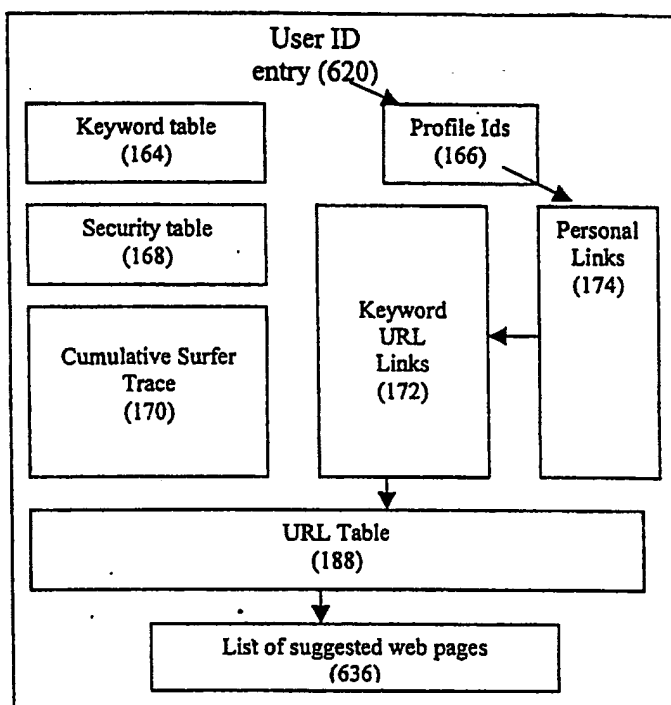 User ID
entry (620)
Keyword table
(164)
Profile Ids
(166)
Security table
(168)
Personal
Links
(174)
Keyword
URL
Links
(172)
Cumulative Surfer
Trace
(170)
URL Table
(188)
List of suggested web pages
(636)